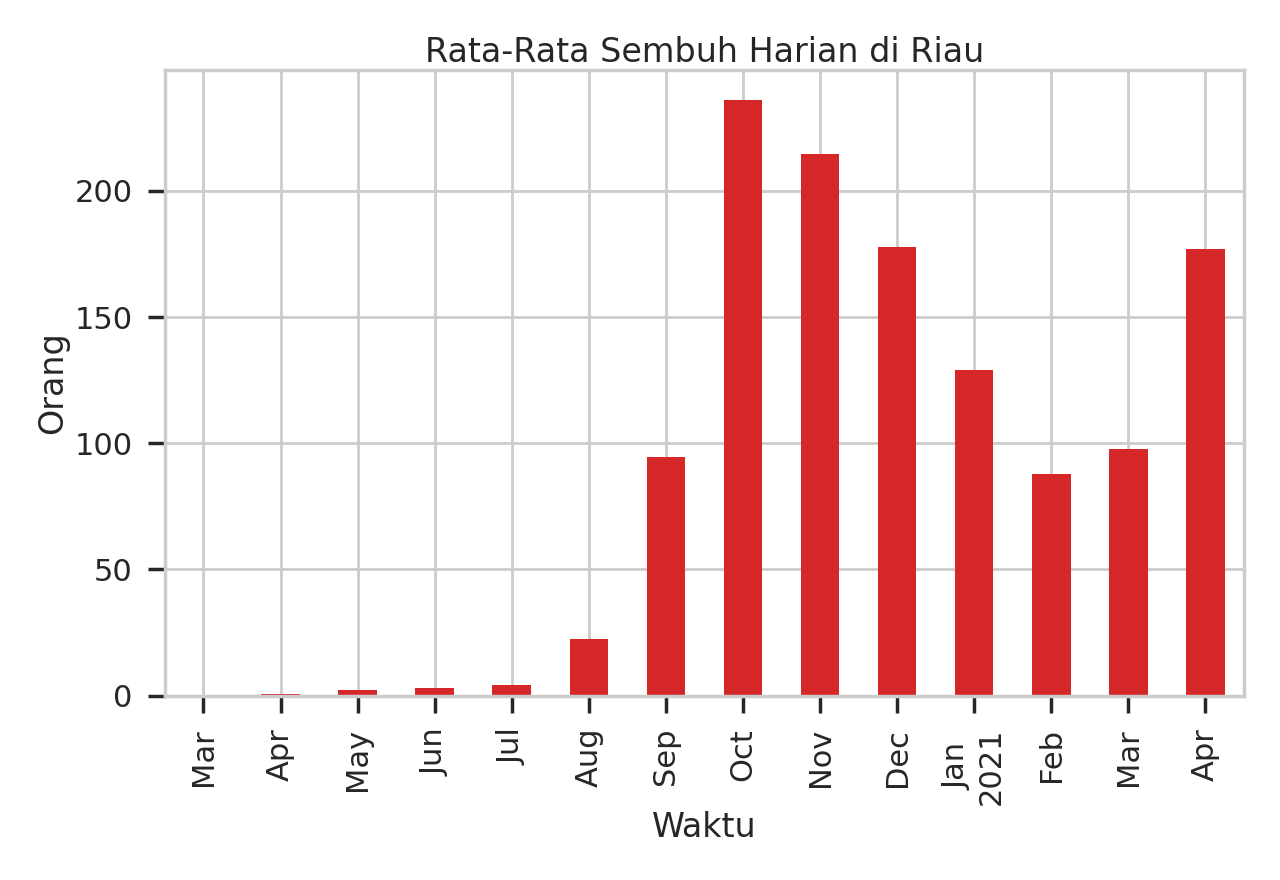 Rata-Rata Sembuh Harian di Riau
Orang
200
150
100
50
0
Mar
Apr
May
Jun
Jul
Aug
Sep
Oct
Nov
Dec
Jan
2021
Feb
Mar
Apr
Waktu